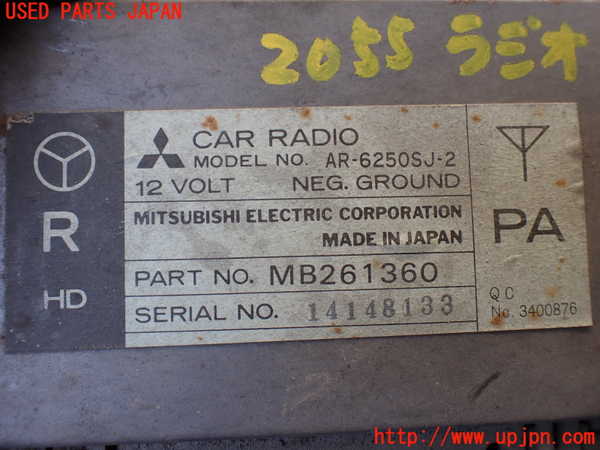 USED PARTS JAPAN
2055 ラジオ
CAR RADIO
MODEL NO. AR-6250SJ-2
12 VOLT NEG. GROUND
MITSUBISHI ELECTRIC CORPORATION
MADE IN JAPAN
PART NO. MB261360
SERIAL NO. 14148133
R
HD
PA
QC
No. 3400876
http://www.upjpn.com/